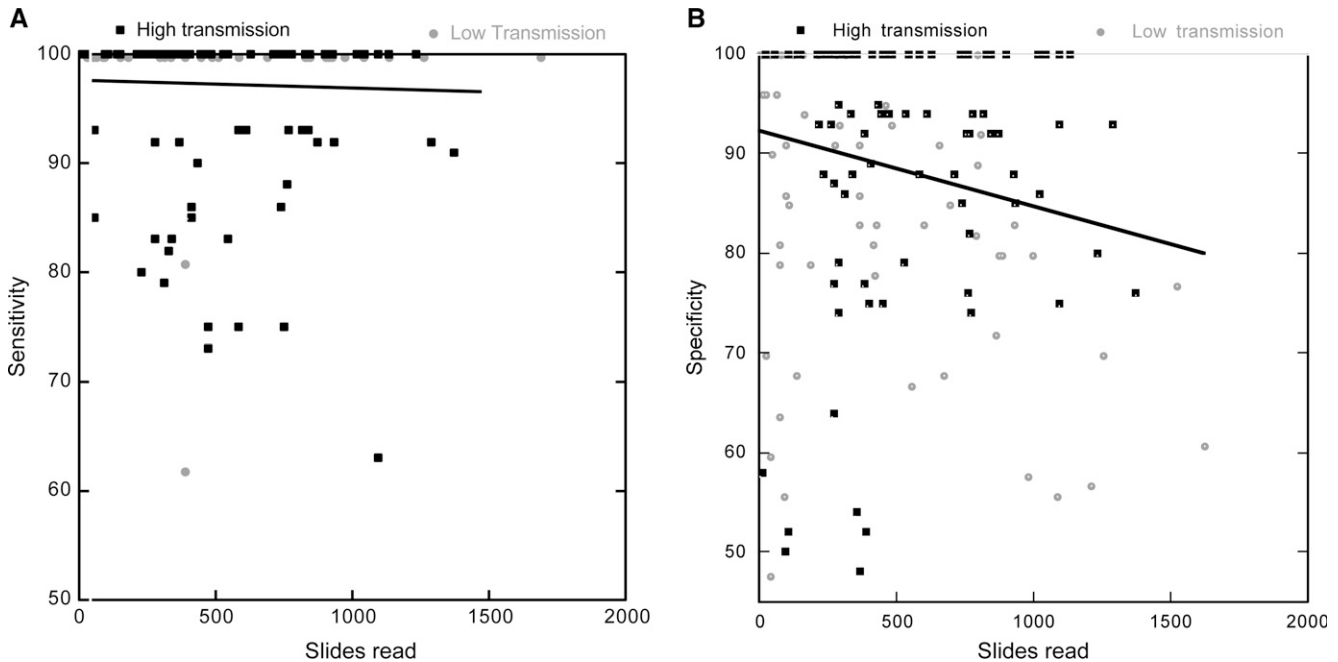 A
High transmission
Low Transmission
100
90
80
70
60
50
Sensitivity
0
500
1000
1500
2000
Slides read
B
High transmission
Low transmission
100
90
80
70
60
50
Specificity
0
500
1000
1500
2000
Slides read